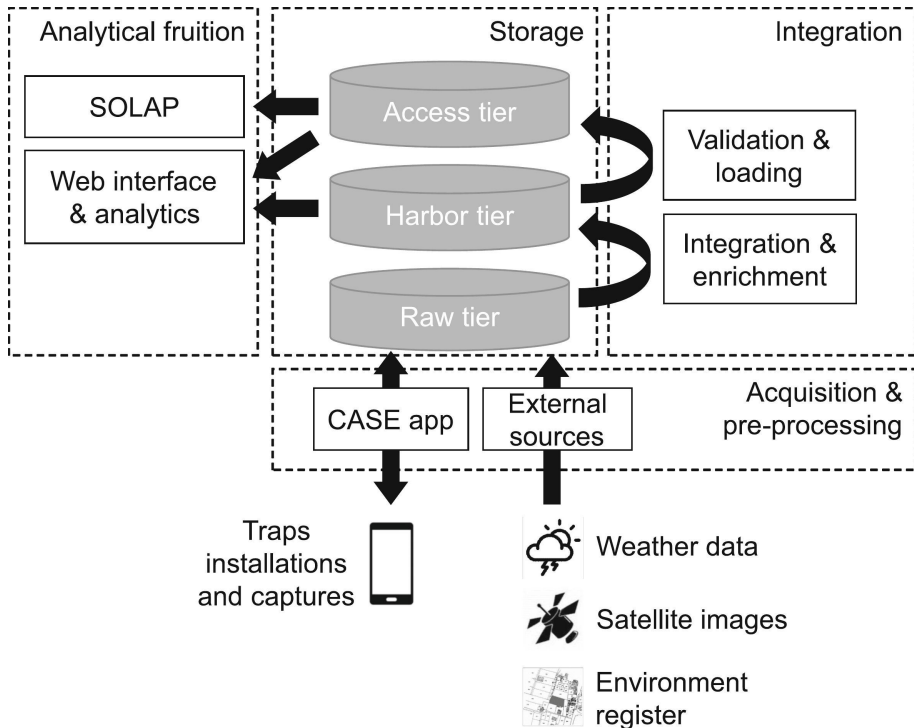 Analytical fruition
Storage
Integration
SOLAP
Web interface
& analytics
Access tier
Harbor tier
Raw tier
Validation &
loading
Integration &
enrichment
CASE app
External
sources
Acquisition &
pre-processing
Traps
installations
and captures
Weather data
Satellite images
Environment
register